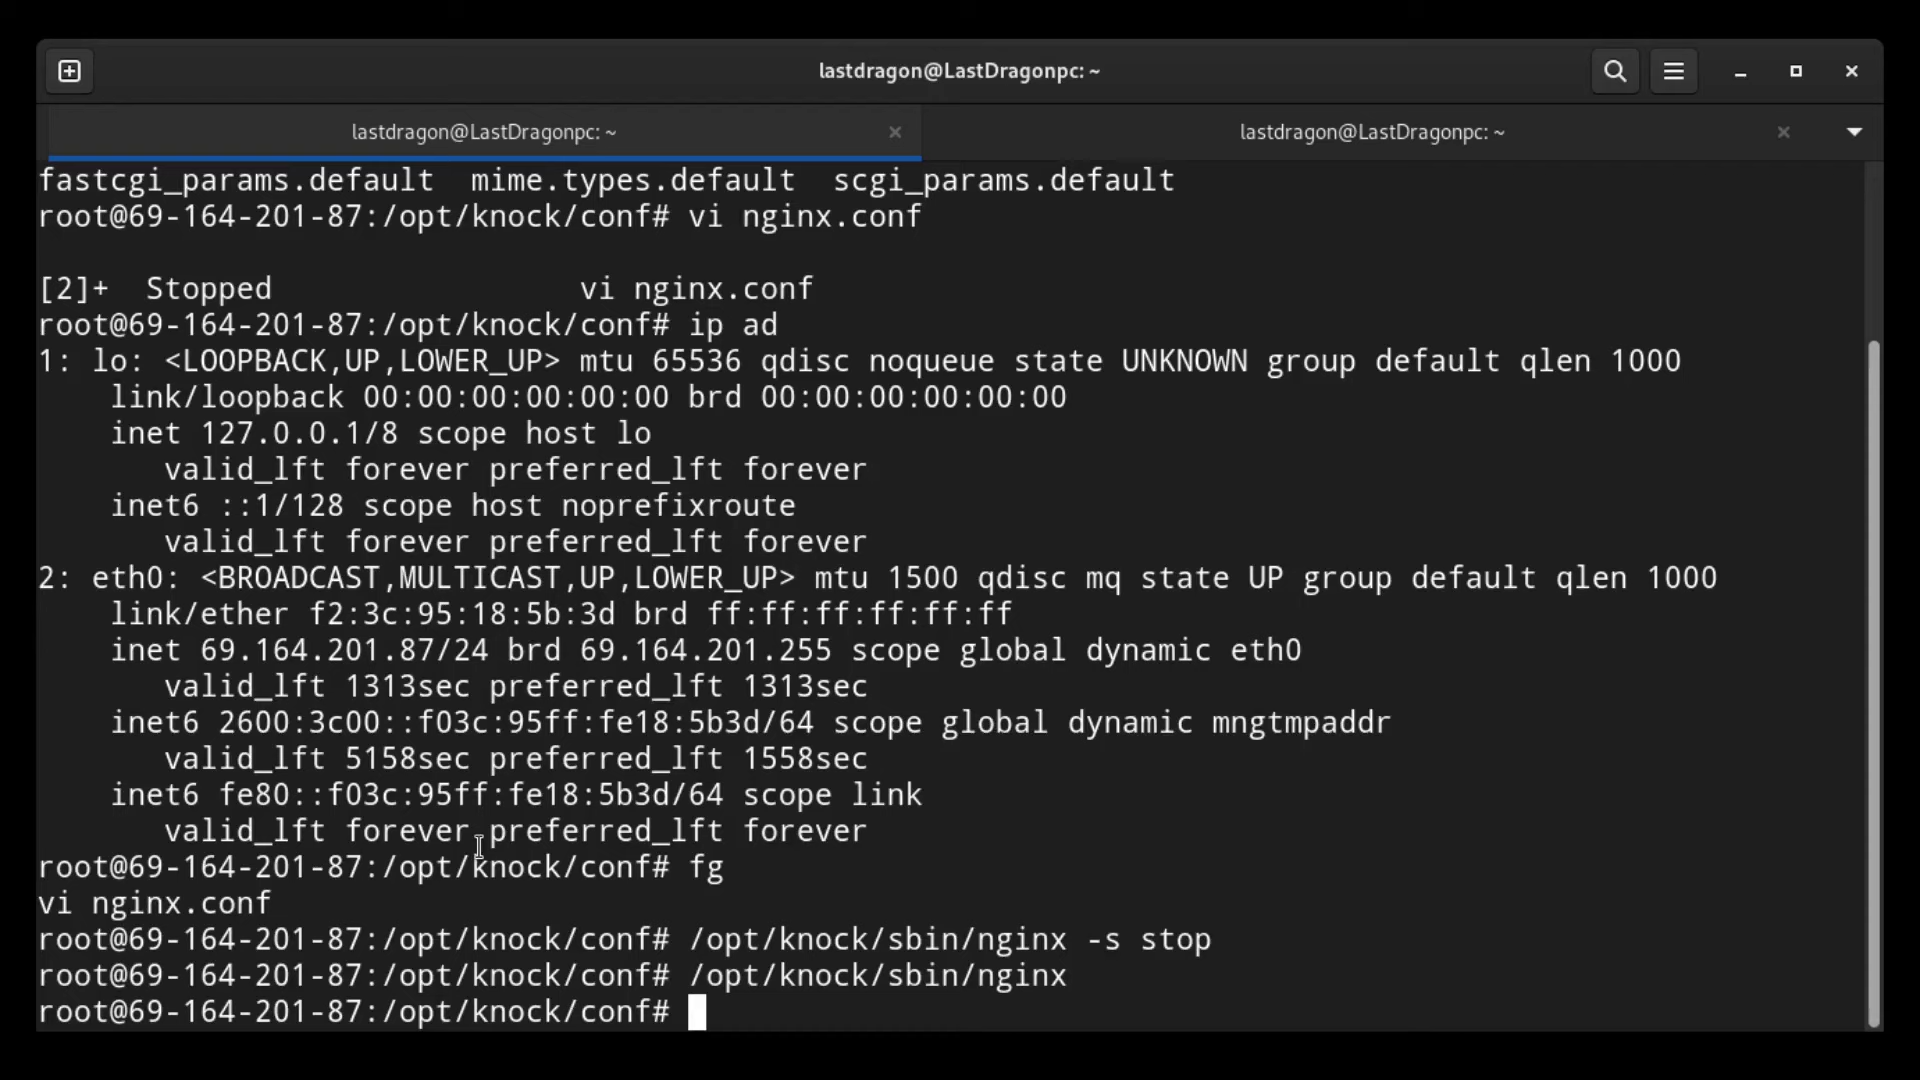 lastdragon@LastDragonpc: ~
lastdragon@LastDragonpc: ~
lastdragon@LastDragonpc: ~
fastcgi_params.default  mime.types.default  scgi_params.default
root@69-164-201-87:/opt/knock/conf# vi nginx.conf
[2]+  Stopped                 vi nginx.conf
root@69-164-201-87:/opt/knock/conf# ip ad
1: lo: <LOOPBACK,UP,LOWER_UP> mtu 65536 qdisc noqueue state UNKNOWN group default qlen 1000
    link/loopback 00:00:00:00:00:00 brd 00:00:00:00:00:00
    inet 127.0.0.1/8 scope host lo
       valid_lft forever preferred_lft forever
    inet6 ::1/128 scope host noprefixroute
       valid_lft forever preferred_lft forever
2: eth0: <BROADCAST,MULTICAST,UP,LOWER_UP> mtu 1500 qdisc mq state UP group default qlen 1000
    link/ether f2:3c:95:18:5b:3d brd ff:ff:ff:ff:ff:ff
    inet 69.164.201.87/24 brd 69.164.201.255 scope global dynamic eth0
       valid_lft 1313sec preferred_lft 1313sec
    inet6 2600:3c00::f03c:95ff:fe18:5b3d/64 scope global dynamic mngtmpaddr
       valid_lft 5158sec preferred_lft 1558sec
    inet6 fe80::f03c:95ff:fe18:5b3d/64 scope link
       valid_lft forever preferred_lft forever
root@69-164-201-87:/opt/knock/conf# fg
vi nginx.conf
root@69-164-201-87:/opt/knock/conf# /opt/knock/sbin/nginx -s stop
root@69-164-201-87:/opt/knock/conf# /opt/knock/sbin/nginx
root@69-164-201-87:/opt/knock/conf#